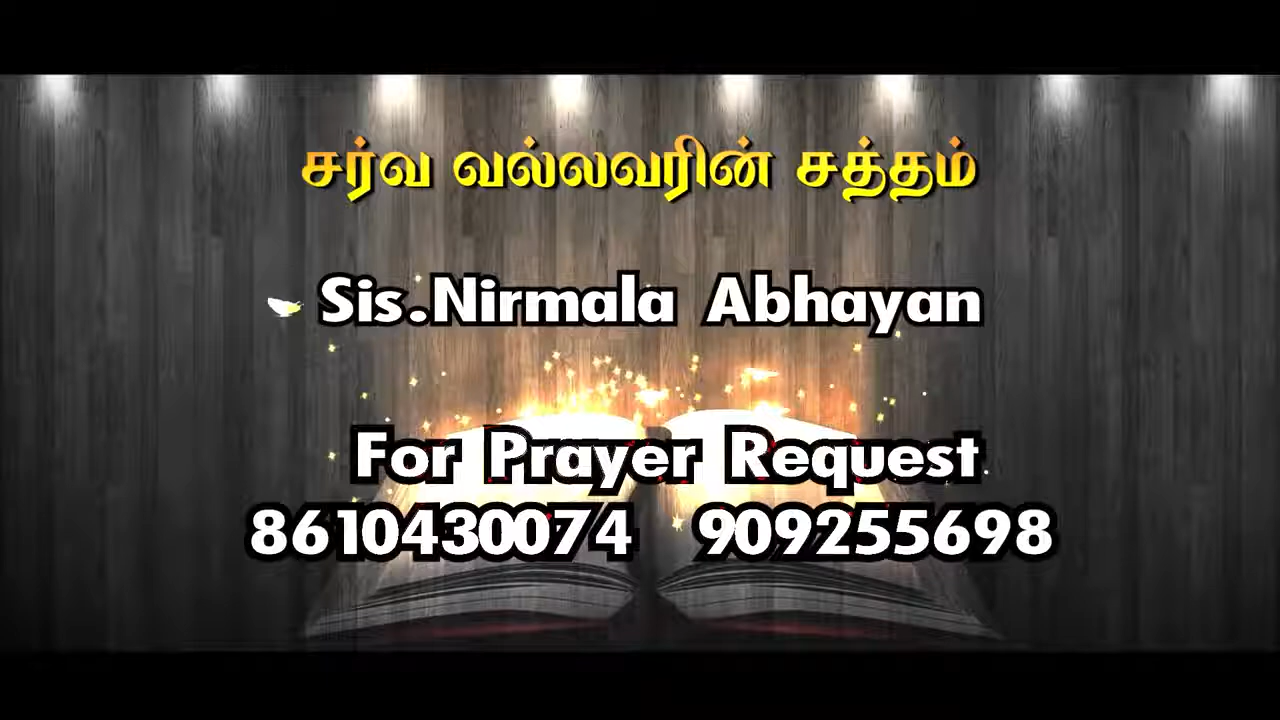 சர்வ வல்லவரின் சத்தம்
Sis.Nirmala Abhayan
For Prayer Request
8610430074 909255698